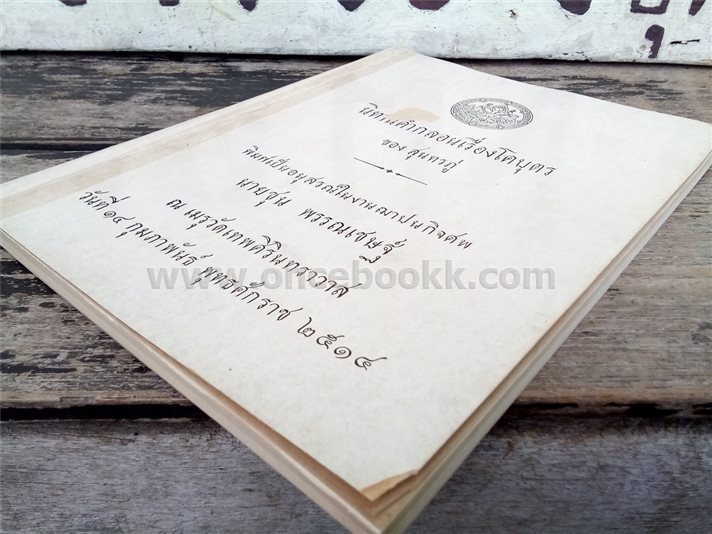 นิทานคำกลอนเรื่องโคบุตร
ของ สุนทรภู่
พิมพ์เป็นอนุสรณ์ในงานฌาปนกิจศพ
นายชุน พรรณเชษฐ์
ณ เมรุวัดเทพศิรินทราวาส
วันที่ ๑๔ กุมภาพันธ์ พุทธศักราช ๒๕๑๔
www.oncebookk.com